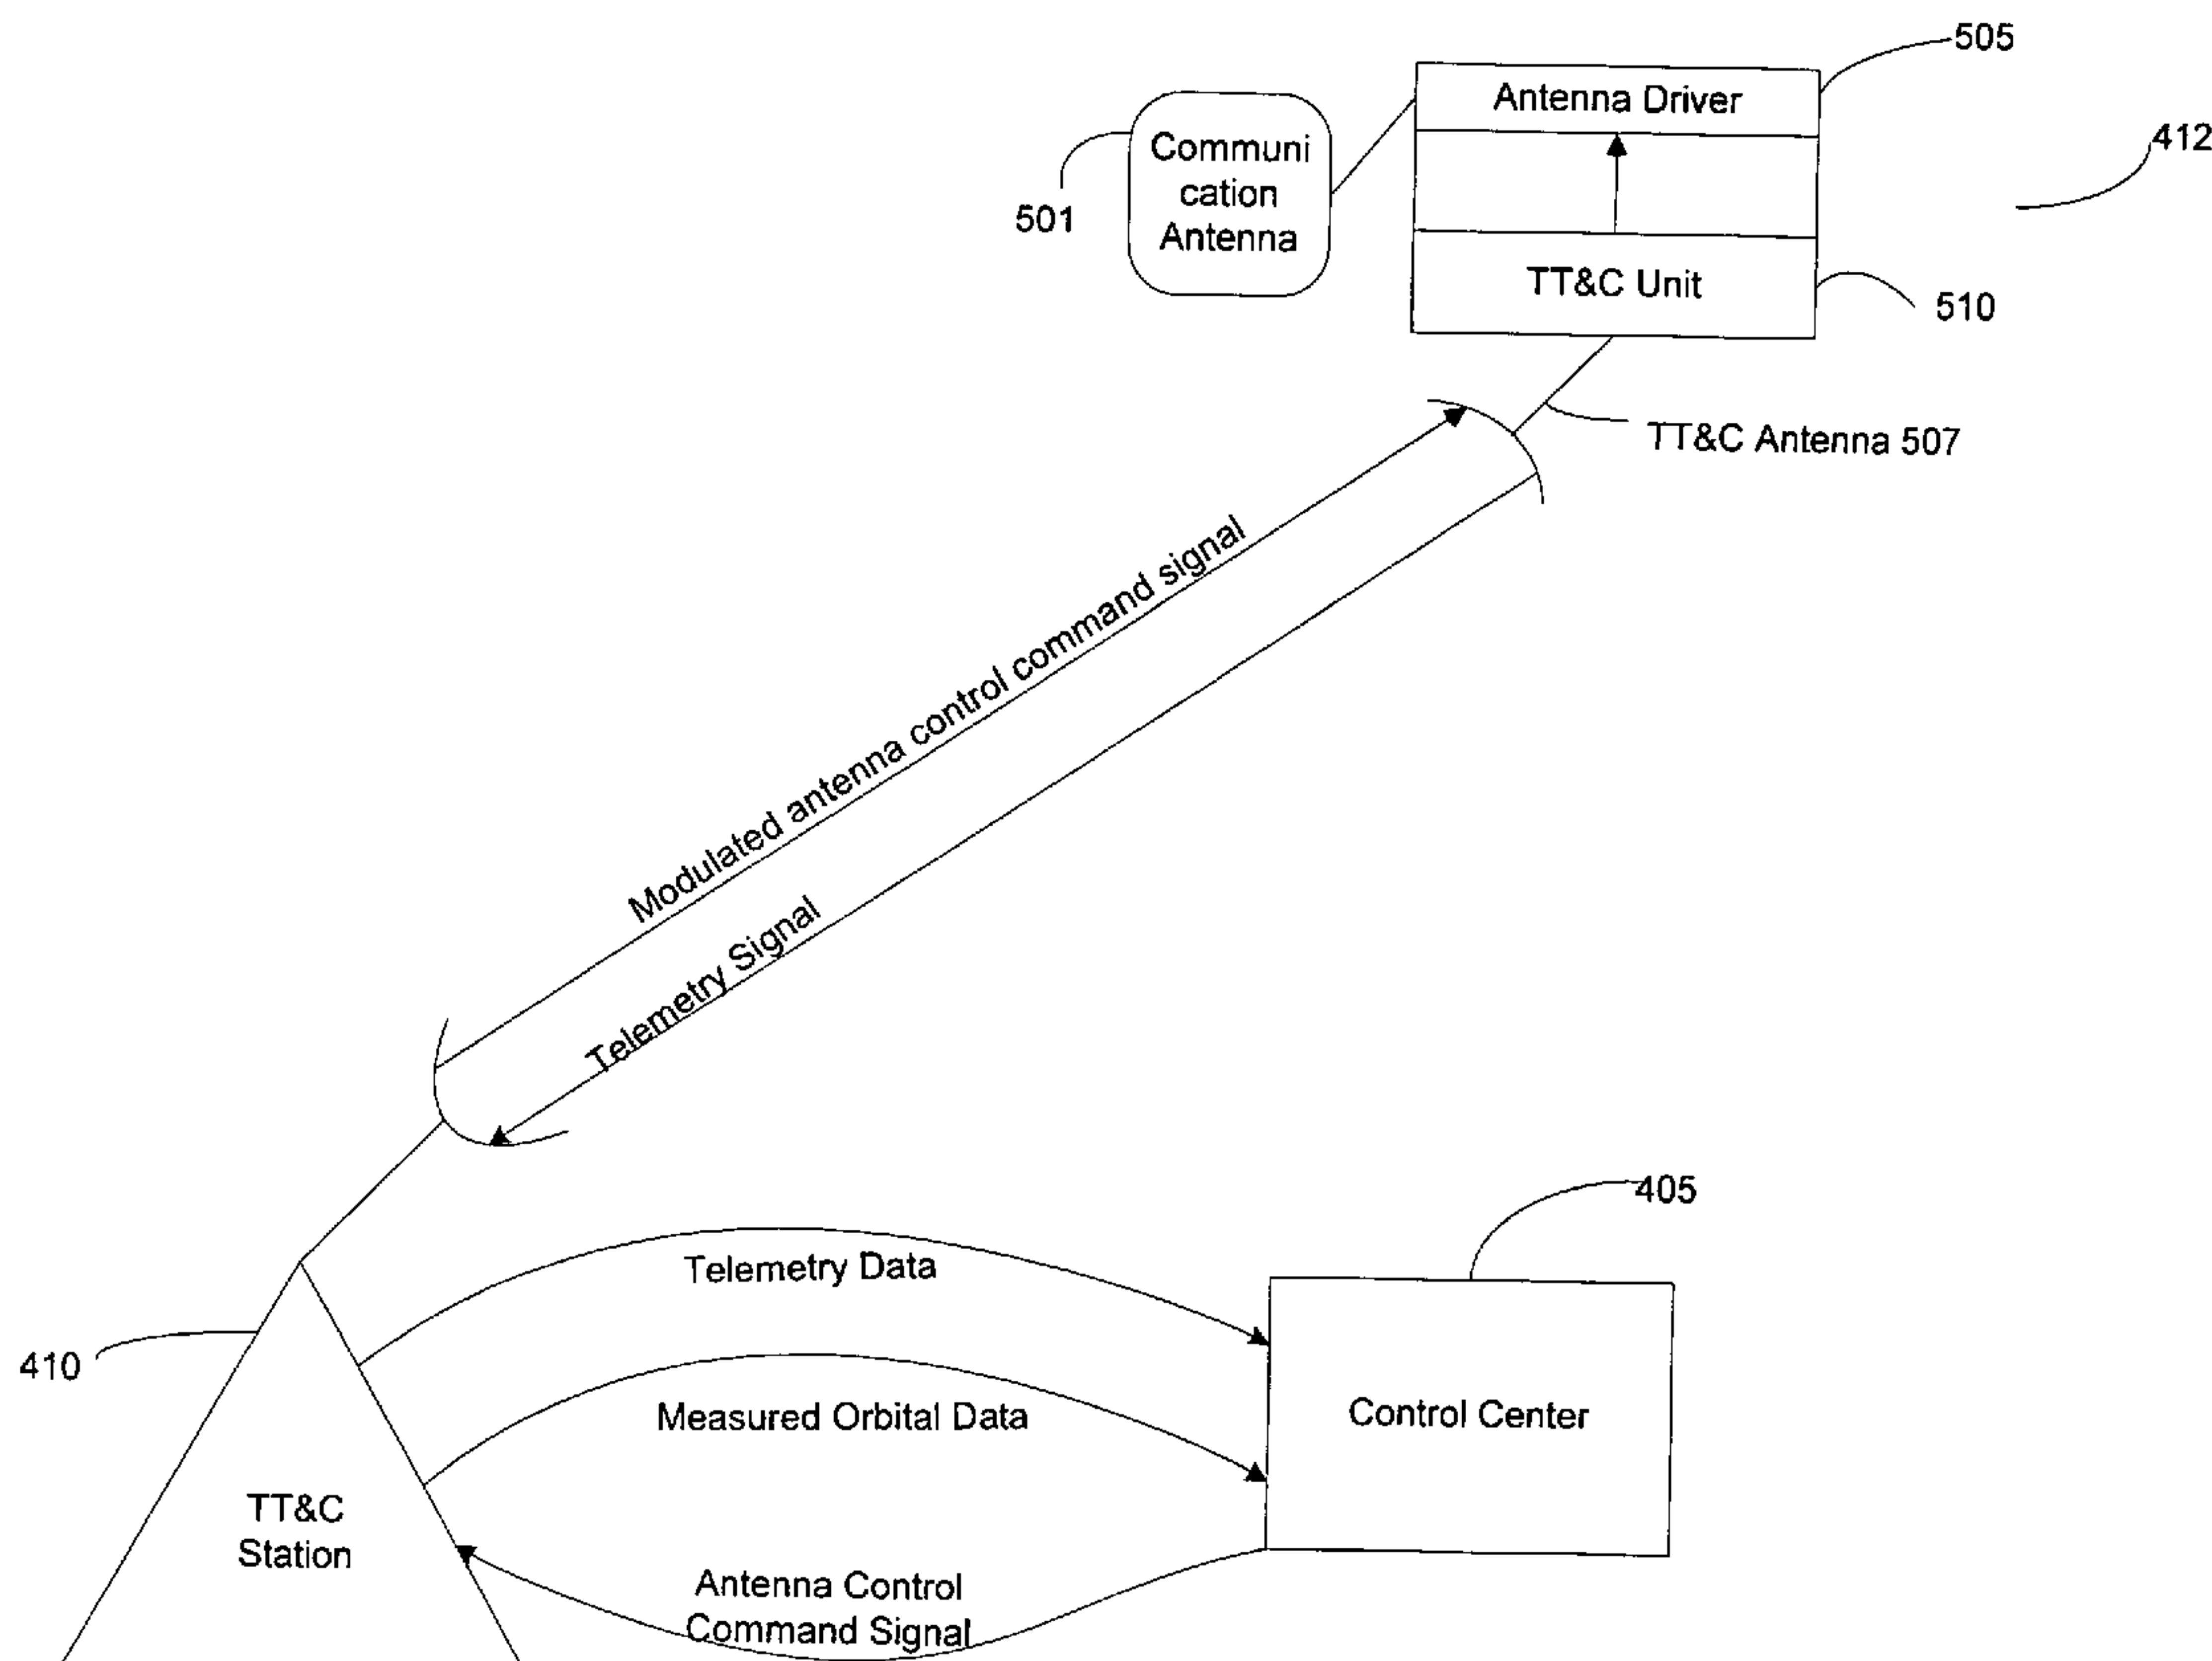 505
Antenna Driver
412
Communi
cation
Antenna
501
TT&C Unit
510
TT&C Antenna 507
Modulated antenna control command signal
Telemetry Signal
405
Telemetry Data
410
Measured Orbital Data
Control Center
TT&C
Station
Antenna Control
Command Signal